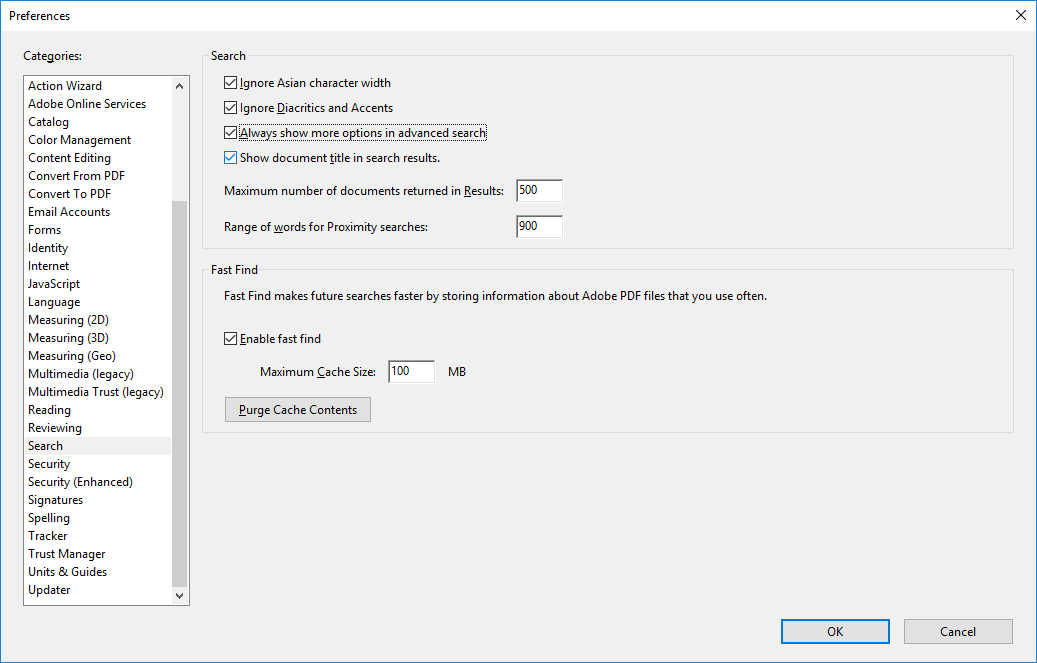 Preferences
Categories:
Action Wizard
Adobe Online Services
Catalog
Color Management
Content Editing
Convert From PDF
Convert To PDF
Email Accounts
Forms
Identity
Internet
JavaScript
Language
Measuring (2D)
Measuring (3D)
Measuring (Geo)
Multimedia (legacy)
Multimedia Trust (legacy)
Reading
Reviewing
Search
Security
Security (Enhanced)
Signatures
Spelling
Tracker
Trust Manager
Units & Guides
Updater
Search
Ignore Asian character width
Ignore Diacritics and Accents
Always show more options in advanced search
Show document title in search results.
Maximum number of documents returned in Results: 500
Range of words for Proximity searches: 900
Fast Find
Fast Find makes future searches faster by storing information about Adobe PDF files that you use often.
Enable fast find
Maximum Cache Size: 100 MB
Purge Cache Contents
OK Cancel